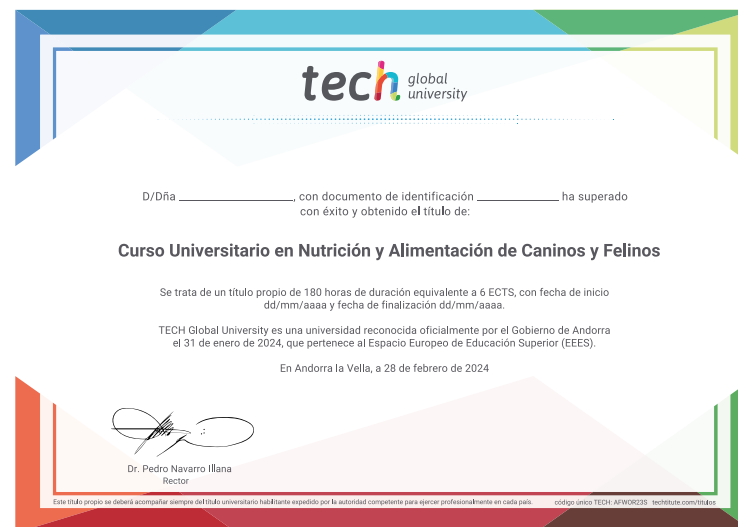 tech global university
D/Dña ______________________, con documento de identificación ________________ ha superado
con éxito y obtenido el título de:
Curso Universitario en Nutrición y Alimentación de Caninos y Felinos
Se trata de un título propio de 180 horas de duración equivalente a 6 ECTS, con fecha de inicio
dd/mm/aaaa y fecha de finalización dd/mm/aaaa.
TECH Global University es una universidad reconocida oficialmente por el Gobierno de Andorra
el 31 de enero de 2024, que pertenece al Espacio Europeo de Educación Superior (EEES).
En Andorra la Vella, a 28 de febrero de 2024
Dr. Pedro Navarro Illana
Rector
Este título propio se deberá acompañar siempre del título universitario habilitante expedido por la autoridad competente para ejercer profesionalmente en cada país. código único TECH: AFWOR23S techtitute.com/títulos